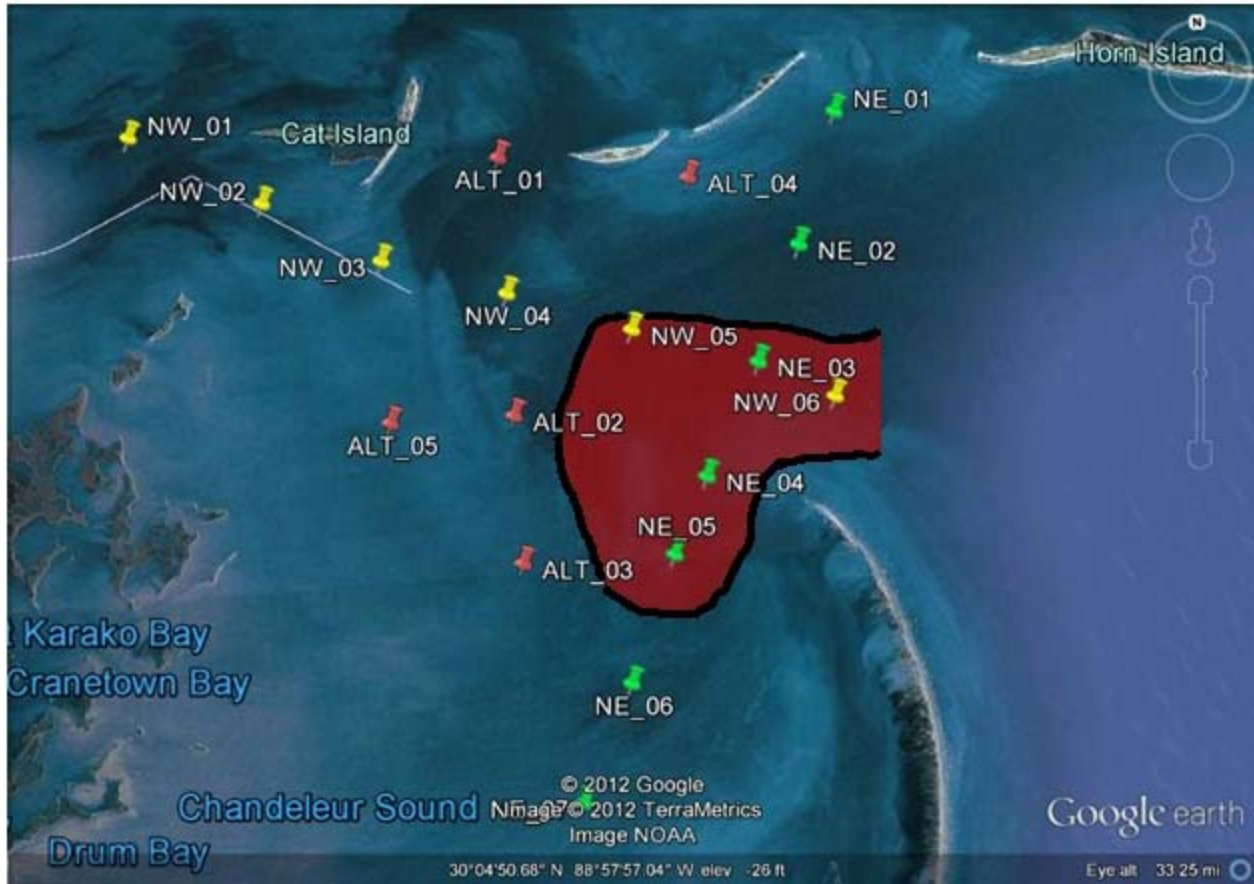 N
Horn Island
NE_01
NW_01
Cat Island
ALT_01
ALT_04
NW_02
NE_02
NW_03
NW_04
NW_05
NE_03
NW_06
ALT_02
ALT_05
NE_04
NE_05
ALT_03
Karako Bay
Cranetown Bay
NE_06
© 2012 Google
Chandeleur Sound
NE_07
Image © 2012 TerraMetrics
Image NOAA
Google earth
Drum Bay
30°04'50.68" N 88°57'57.04" W elev -26 ft
Eye alt 33.25 mi